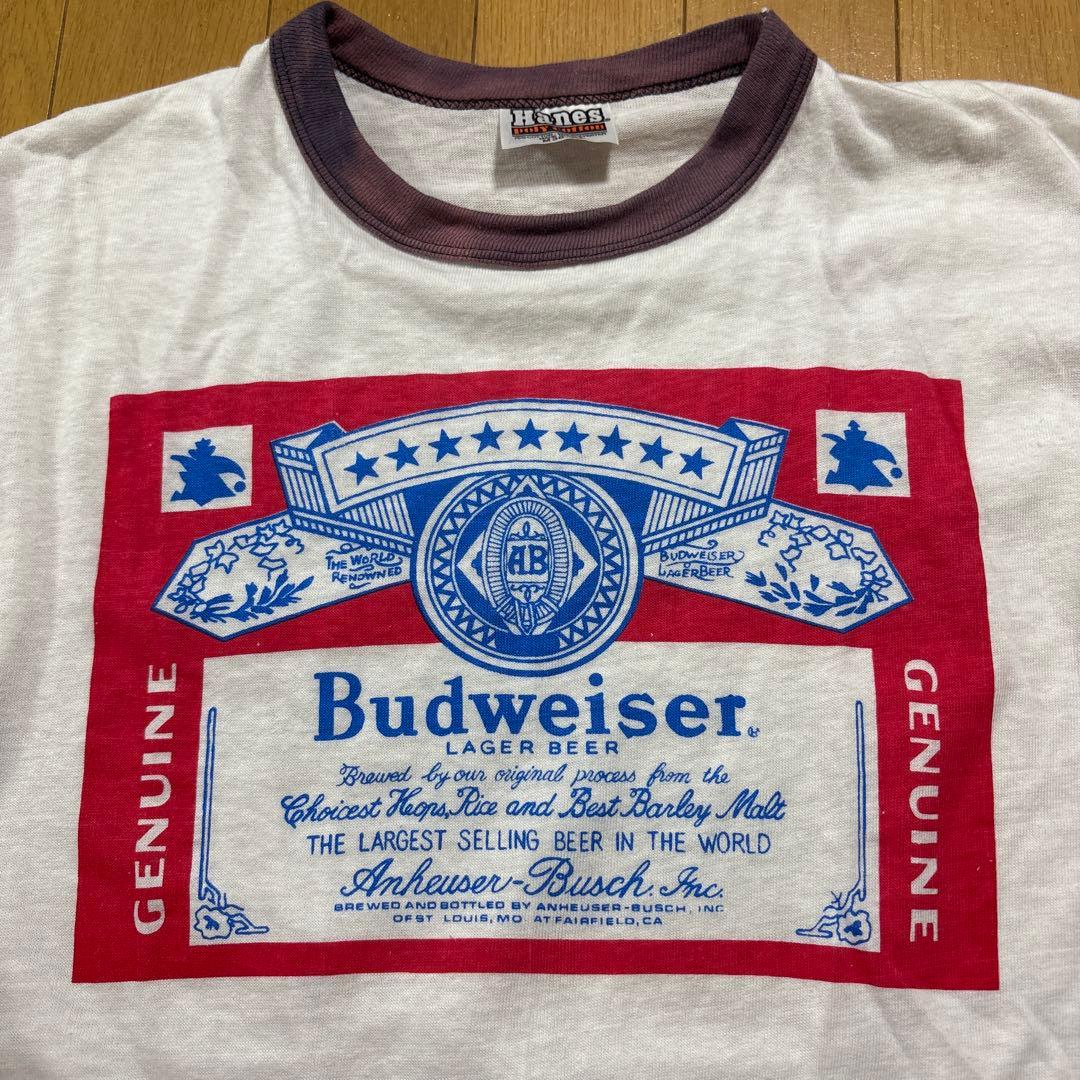 Hanes
poly cotton
THE WORLD
RENOWNED
AB
BUDWEISER
LAGER BEER
GENUINE
GENUINE
Budweiser®
LAGER BEER
Brewed by our original process from the
Choicest Hops, Rice and Best Barley Malt
THE LARGEST SELLING BEER IN THE WORLD
Anheuser-Busch, Inc.
BREWED AND BOTTLED BY ANHEUSER-BUSCH, INC
OF ST LOUIS, MO AT FAIRFIELD, CA